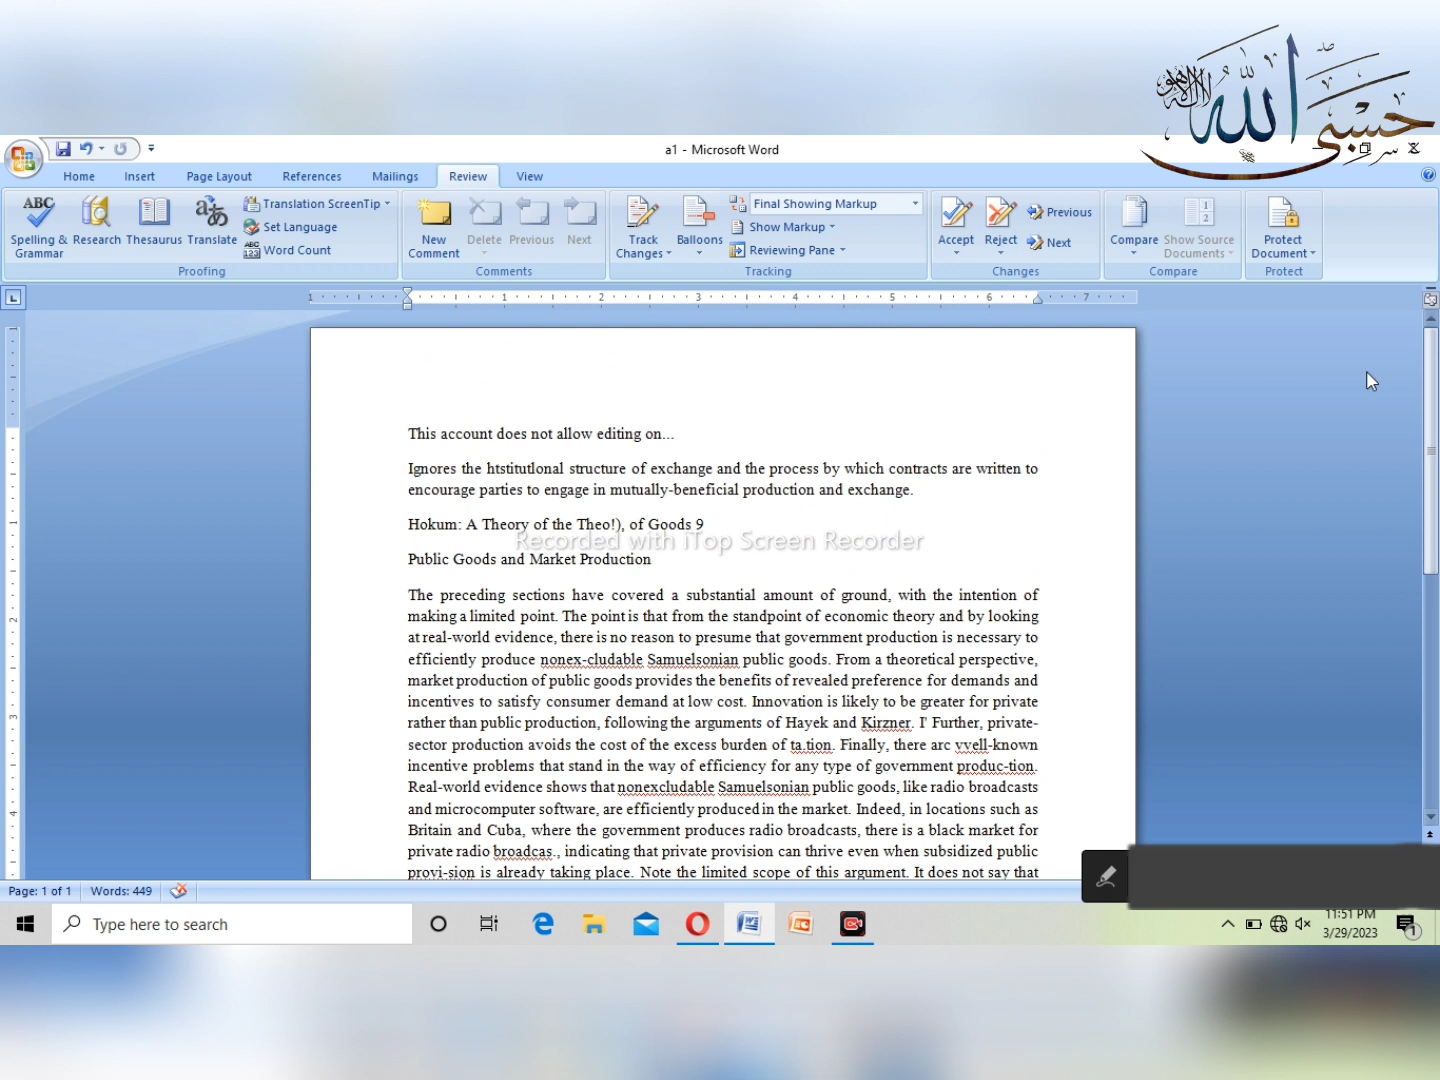 حسبي الله لا اله الا هو
a1 - Microsoft Word
Home Insert Page Layout References Mailings Review View
ABC Spelling & Grammar
Research
Thesaurus
Translate
Translation ScreenTip
Set Language
Word Count
Proofing
New Comment
Delete
Previous
Next
Comments
Track Changes
Balloons
Final Showing Markup
Show Markup
Reviewing Pane
Tracking
Accept
Reject
Previous
Next
Changes
Compare
Show Source Documents
Compare
Protect Document
Protect
1 1 2 3 4 5 6 7
This account does not allow editing on...
Ignores the htstitutlonal structure of exchange and the process by which contracts are written to
encourage parties to engage in mutually-beneficial production and exchange.
Hokum: A Theory of the Theo!), of Goods 9
Recorded with iTop Screen Recorder
Public Goods and Market Production
The preceding sections have covered a substantial amount of ground, with the intention of
making a limited point. The point is that from the standpoint of economic theory and by looking
at real-world evidence, there is no reason to presume that government production is necessary to
efficiently produce nonex-cludable Samuelsonian public goods. From a theoretical perspective,
market production of public goods provides the benefits of revealed preference for demands and
incentives to satisfy consumer demand at low cost. Innovation is likely to be greater for private
rather than public production, following the arguments of Hayek and Kirzner. I' Further, private-
sector production avoids the cost of the excess burden of ta.tion. Finally, there arc vvell-known
incentive problems that stand in the way of efficiency for any type of government produc-tion.
Real-world evidence shows that nonexcludable Samuelsonian public goods, like radio broadcasts
and microcomputer software, are efficiently produced in the market. Indeed, in locations such as
Britain and Cuba, where the government produces radio broadcasts, there is a black market for
private radio broadcas., indicating that private provision can thrive even when subsidized public
provi-sion is already taking place. Note the limited scope of this argument. It does not say that
Page: 1 of 1 Words: 449
Type here to search
11:51 PM
3/29/2023
1